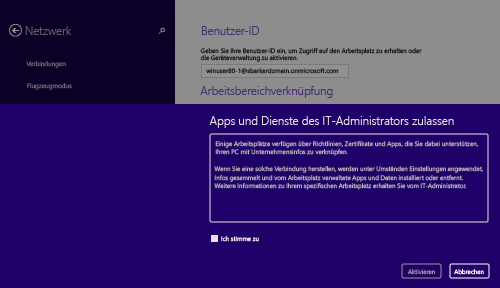 Netzwerk
Verbindungen
Flugzeugmodus
Benutzer-ID
Geben Sie Ihre Benutzer-ID ein, um Zugriff auf den Arbeitsplatz zu erhalten oder
die Geräteverwaltung zu aktivieren.
winuser80-1@sbarkerdomain.onmicrosoft.com
Arbeitsbereichverknüpfung
Apps und Dienste des IT-Administrators zulassen
Einige Arbeitsplätze verfügen über Richtlinien, Zertifikate und Apps, die Sie dabei unterstützen,
Ihren PC mit Unternehmensinfos zu verknüpfen.
Wenn Sie eine solche Verbindung herstellen, werden unter Umständen Einstellungen angewendet,
Infos gesammelt und vom Arbeitsplatz verwaltete Apps und Daten installiert oder entfernt.
Weitere Informationen zu Ihrem spezifischen Arbeitsplatz erhalten Sie vom IT-Administrator.
Ich stimme zu
Aktivieren
Abbrechen